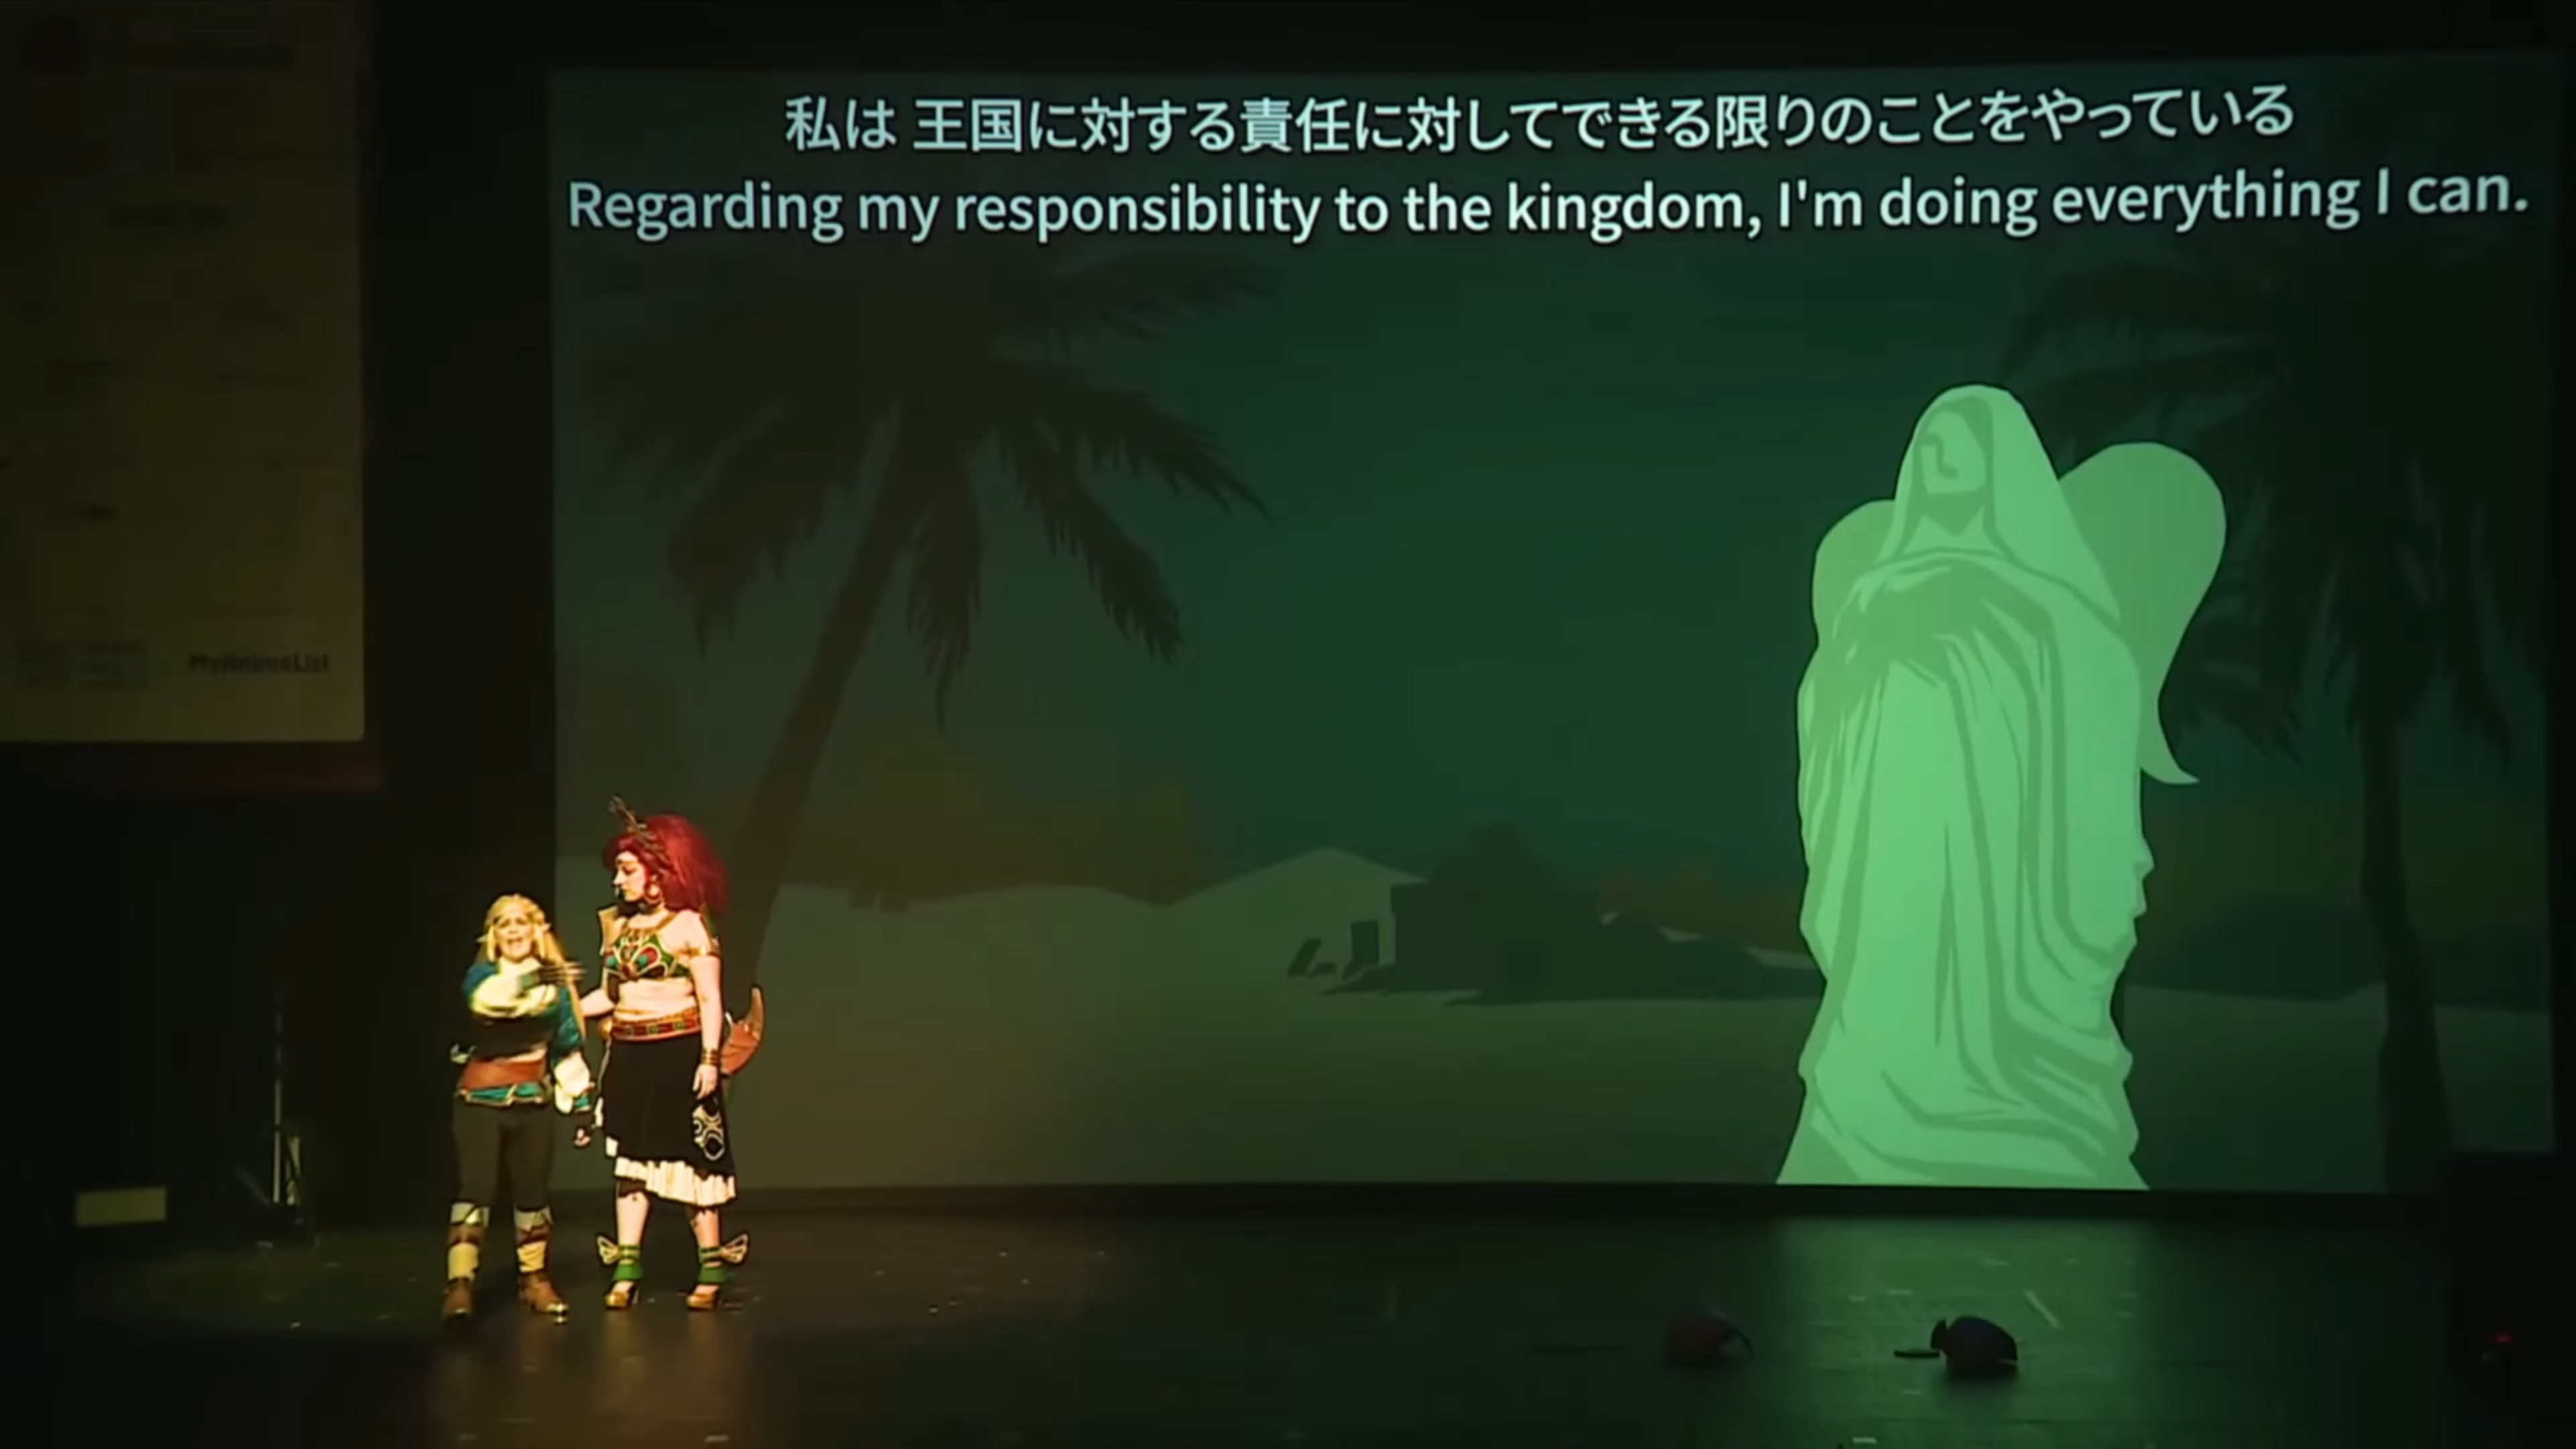 私は 王国に対する責任に対してできる限りのことをやっている
Regarding my responsibility to the kingdom, I'm doing everything I can.
MyAnimeList